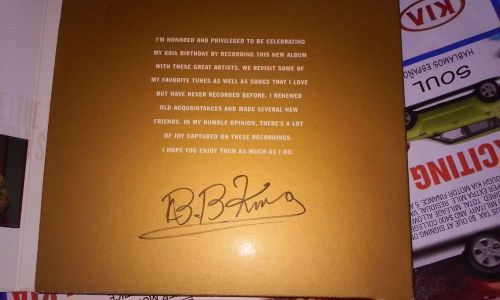 I'M HONORED AND PRIVILEGED TO BE CELEBRATING
MY 80th BIRTHDAY BY RECORDING THIS NEW ALBUM
WITH THESE GREAT ARTISTS. WE REVISIT SOME OF
MY FAVORITE TUNES AS WELL AS SONGS THAT I LOVE
BUT HAVE NEVER RECORDED BEFORE. I RENEWED
OLD ACQUAINTANCES AND MADE SEVERAL NEW
FRIENDS. IN MY HUMBLE OPINION, THERE'S A LOT
OF JOY CAPTURED ON THESE RECORDINGS.
I HOPE YOU ENJOY THEM AS MUCH AS I DO.
B.B King
KIA
HABLAMOS ESPAÑO
SOUL
CITING